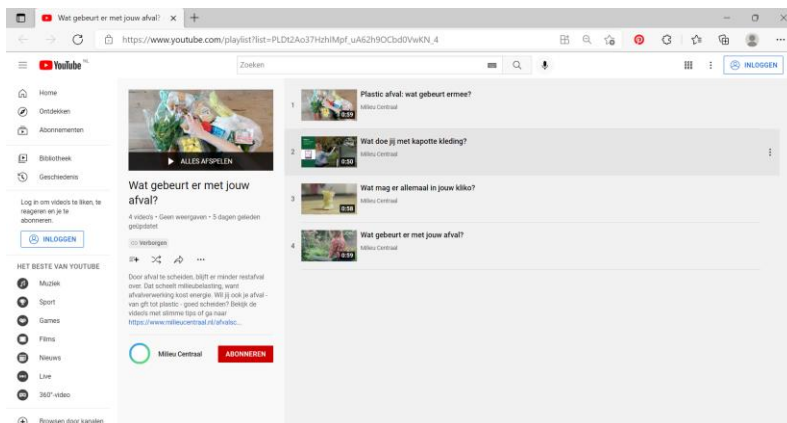 Wat gebeurt er met jouw afval?
https://www.youtube.com/playlist?list=PLDt2Ao37HzhIMpf_uA62h9OCbd0VwKN_4
YouTube NL
Zoeken
INLOGGEN
Home
Ontdekken
Abonnementen
Bibliotheek
Geschiedenis
Log in om video's te liken, te
reageren en je te
abonneren.
INLOGGEN
HET BESTE VAN YOUTUBE
Muziek
Sport
Games
Films
Nieuws
Live
360°-video
Browsen door kanalen
ALLES AFSPELEN
Wat gebeurt er met jouw
afval?
4 video's • Geen weergaven • 5 dagen geleden
geüpdatet
Verborgen
Door afval te scheiden, blijft er minder restafval
over. Dat scheelt milieubelasting, want
afvalverwerking kost energie. Wil jij ook je afval -
van gft tot plastic - goed scheiden? Bekijk de
video's met slimme tips of ga naar
https://www.milieucentraal.nl/afvalsc...
Milieu Centraal
ABONNEREN
1
0:59
Plastic afval: wat gebeurt ermee?
Milieu Centraal
2
0:50
Wat doe jij met kapotte kleding?
Milieu Centraal
3
0:58
Wat mag er allemaal in jouw kliko?
Milieu Centraal
4
0:59
Wat gebeurt er met jouw afval?
Milieu Centraal